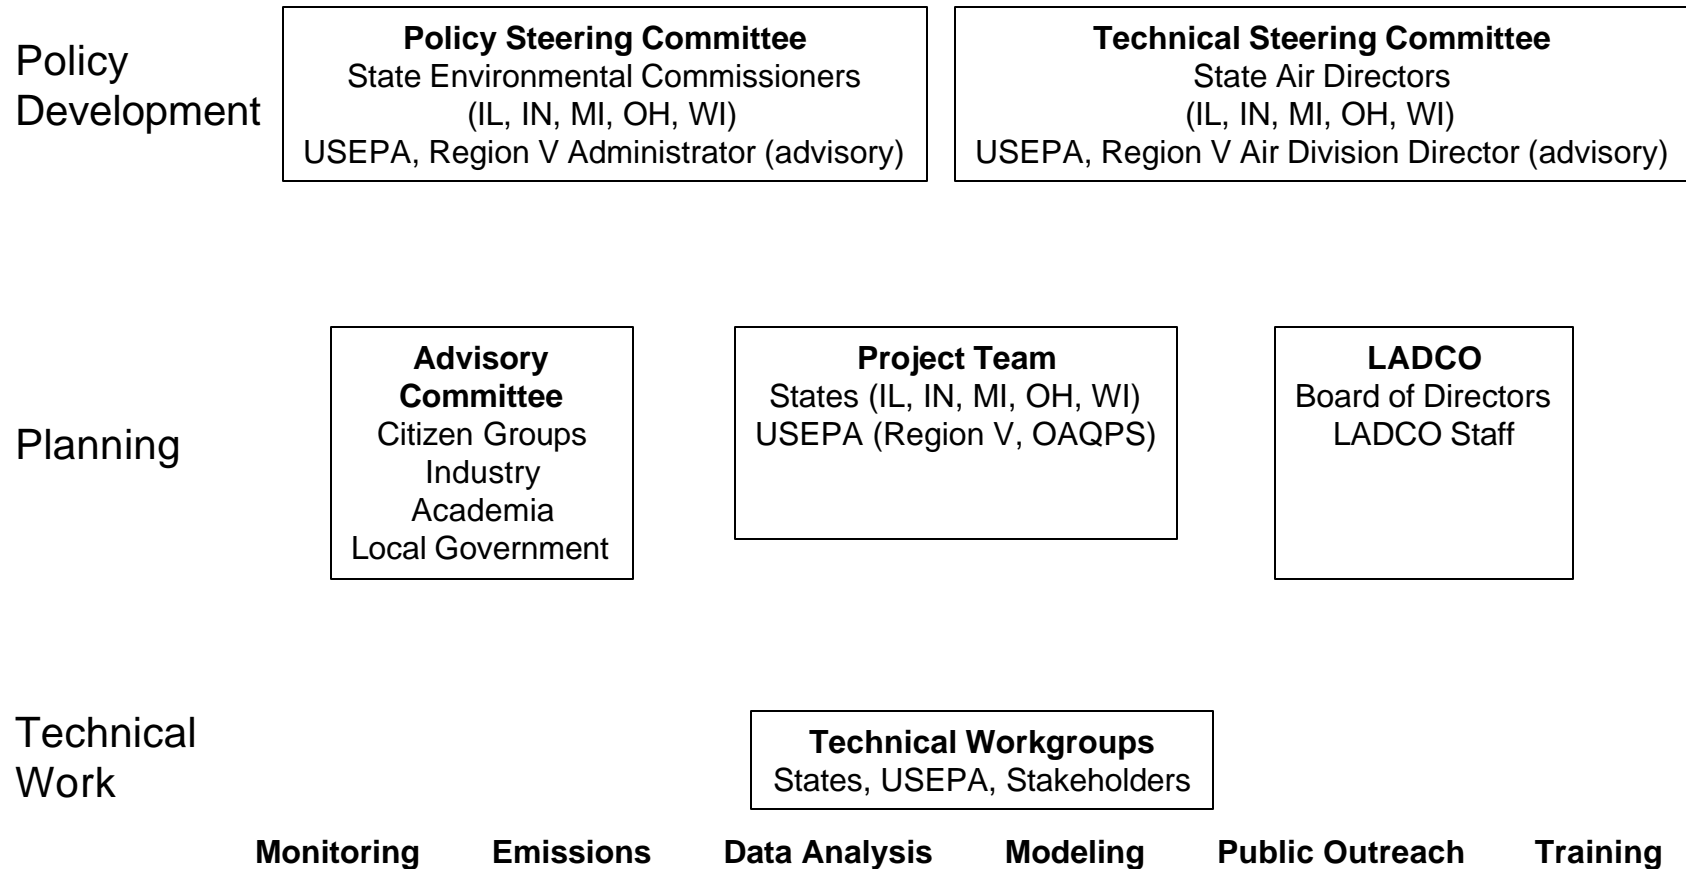 Policy
Development
Policy Steering Committee
State Environmental Commissioners
(IL, IN, MI, OH, WI)
USEPA, Region V Administrator (advisory)
Technical Steering Committee
State Air Directors
(IL, IN, MI, OH, WI)
USEPA, Region V Air Division Director (advisory)
Planning
Advisory
Committee
Citizen Groups
Industry
Academia
Local Government
Project Team
States (IL, IN, MI, OH, WI)
USEPA (Region V, OAQPS)
LADCO
Board of Directors
LADCO Staff
Technical
Work
Technical Workgroups
States, USEPA, Stakeholders
Monitoring Emissions Data Analysis Modeling Public Outreach Training